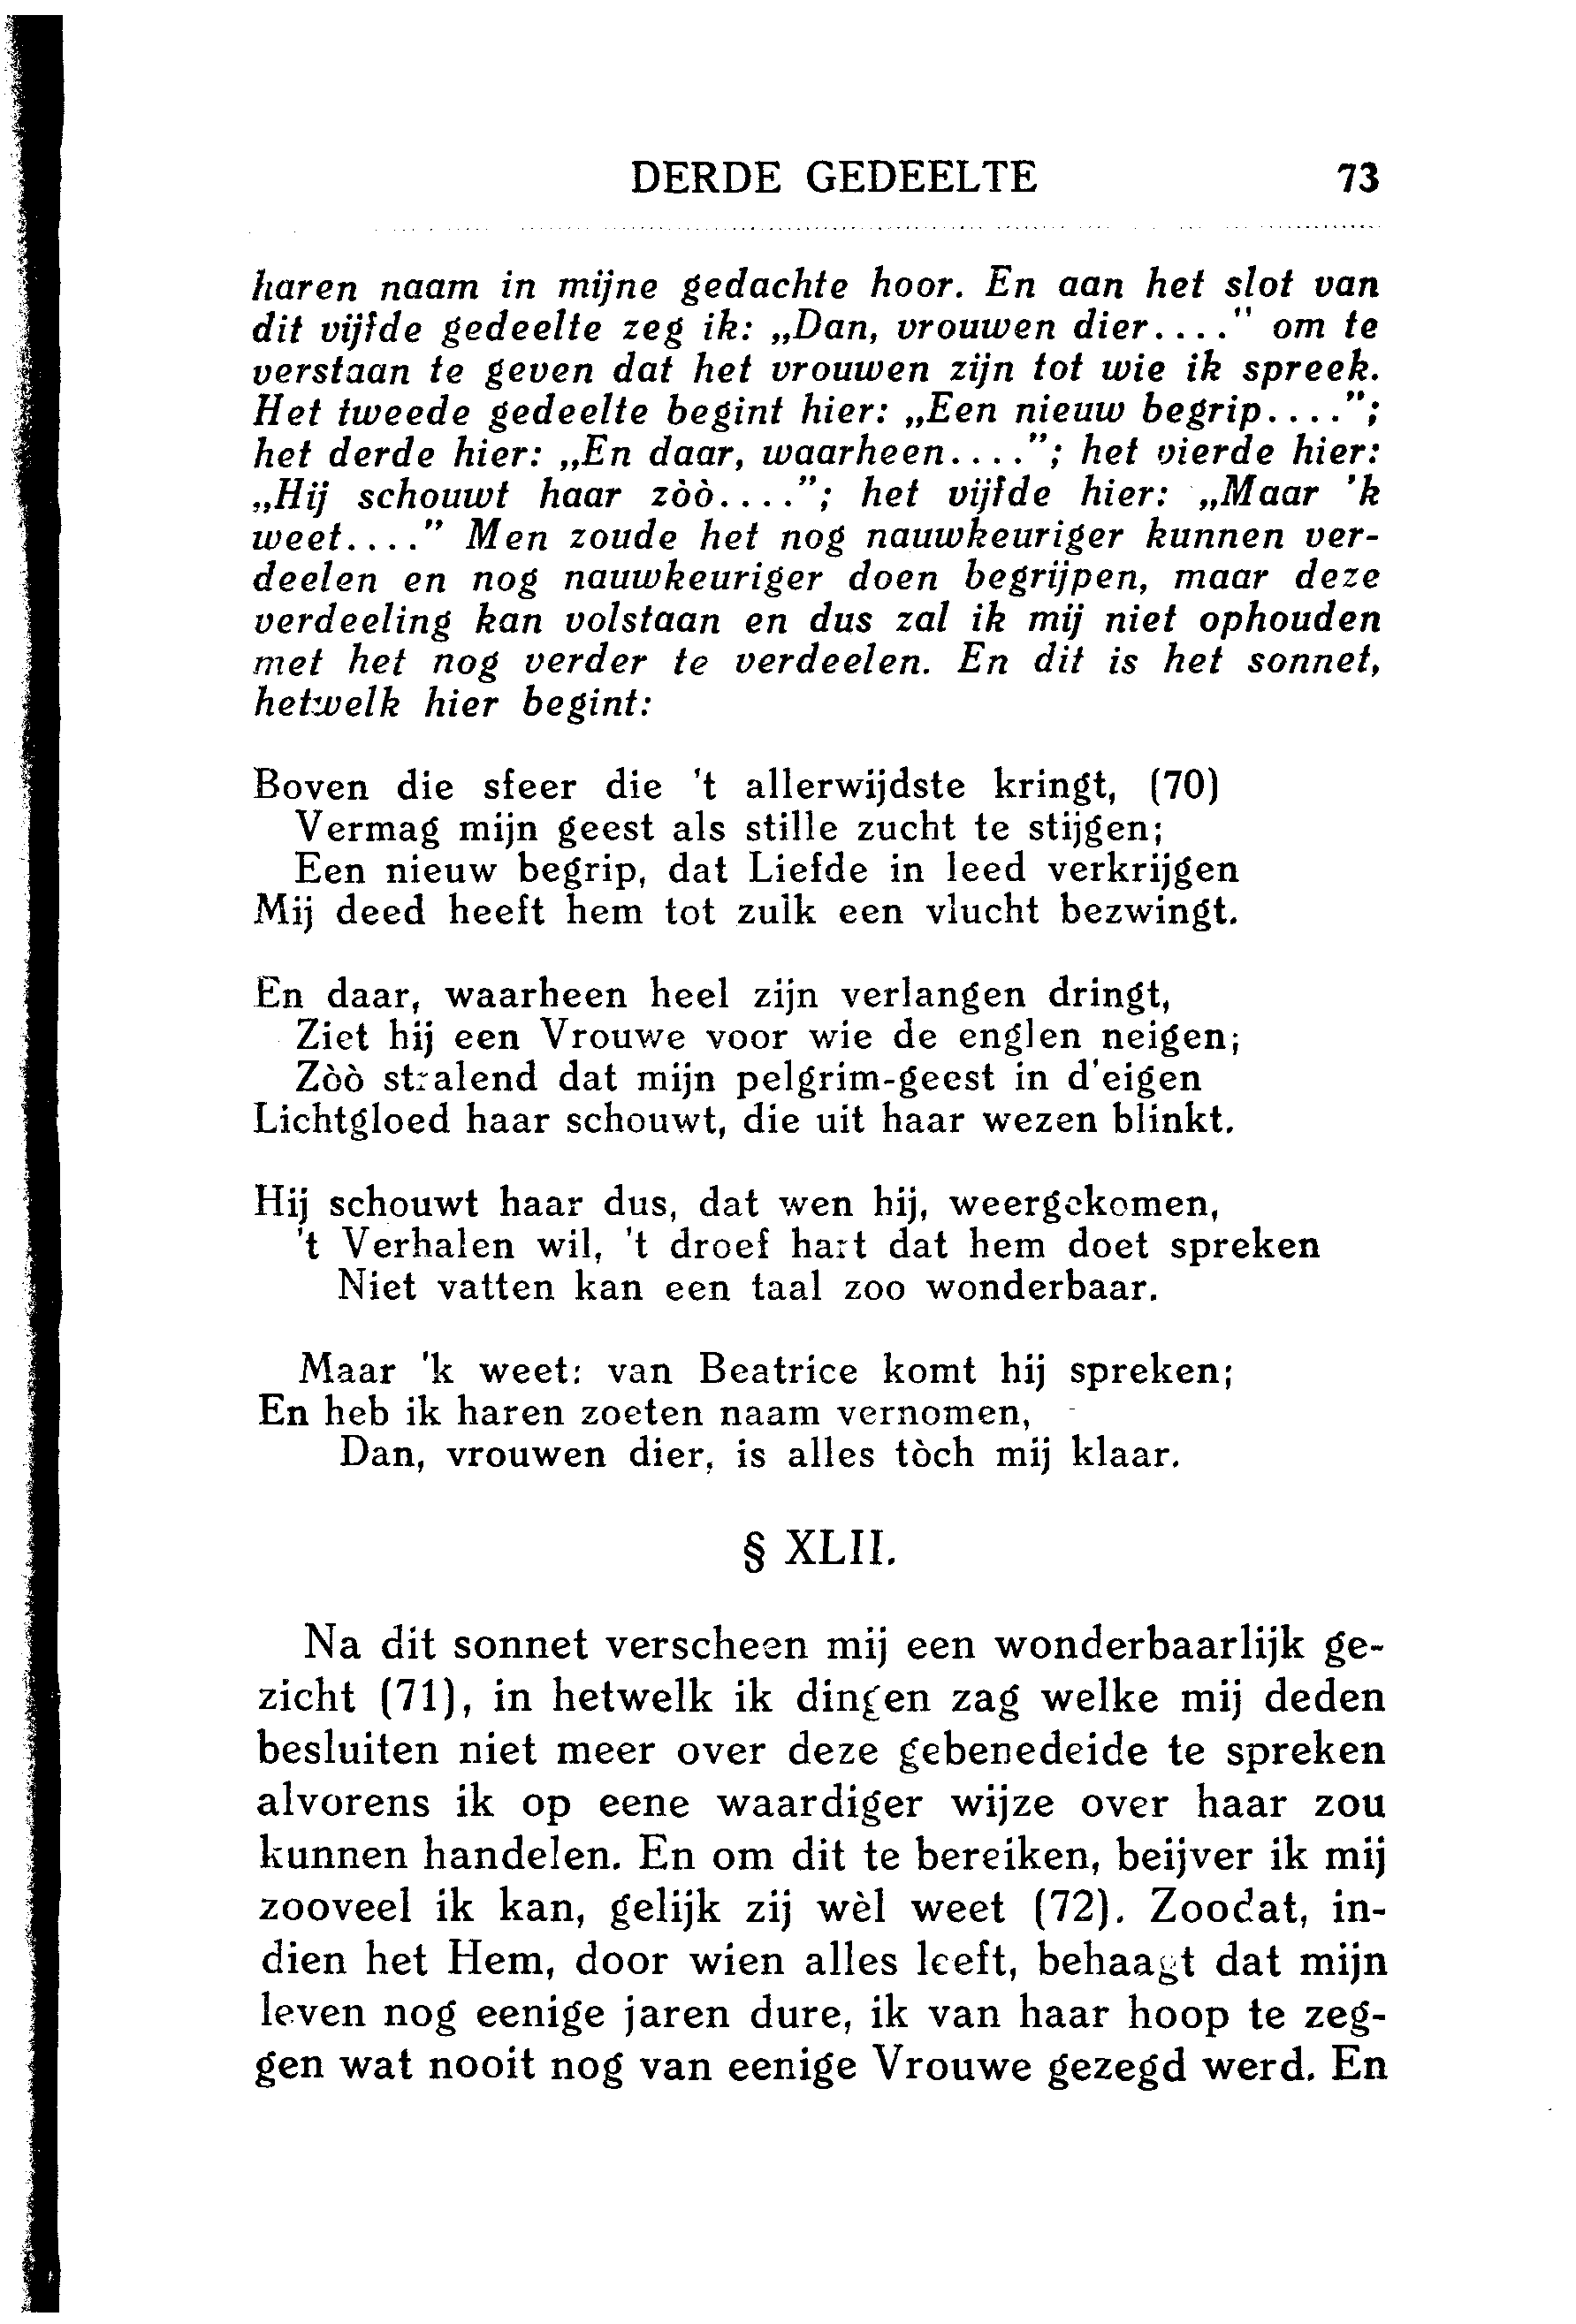 DERDE GEDEELTE 73
haren naam in mijne gedachte hoor. En aan het slot van
dit vijfde gedeelte zeg ik: „Dan, vrouwen dier...." om te
verstaan te geven dat het vrouwen zijn tot wie ik spreek.
Het tweede gedeelte begint hier: „Een nieuw begrip....";
het derde hier: „En daar, waarheen...."; het vierde hier:
„Hij schouwt haar zòò...."; het vijfde hier: „Maar 'k
weet...." Men zoude het nog nauwkeuriger kunnen ver-
deelen en nog nauwkeuriger doen begrijpen, maar deze
verdeeling kan volstaan en dus zal ik mij niet ophouden
met het nog verder te verdeelen. En dit is het sonnet,
hetwelk hier begint:
Boven die sfeer die 't allerwijdste kringt, (70)
Vermag mijn geest als stille zucht te stijgen;
Een nieuw begrip, dat Liefde in leed verkrijgen
Mij deed heeft hem tot zulk een vlucht bezwingt.
En daar, waarheen heel zijn verlangen dringt,
Ziet hij een Vrouwe voor wie de englen neigen;
Zòò stralend dat mijn pelgrim-geest in d'eigen
Lichtgloed haar schouwt, die uit haar wezen blinkt.
Hij schouwt haar dus, dat wen hij, weergekomen,
't Verhalen wil, 't droef hart dat hem doet spreken
Niet vatten kan een taal zoo wonderbaar.
Maar 'k weet: van Beatrice komt hij spreken;
En heb ik haren zoeten naam vernomen,
Dan, vrouwen dier, is alles tòch mij klaar.
§ XLII.
Na dit sonnet verscheen mij een wonderbaarlijk ge-
zicht (71), in hetwelk ik dingen zag welke mij deden
besluiten niet meer over deze gebenedeide te spreken
alvorens ik op eene waardiger wijze over haar zou
kunnen handelen. En om dit te bereiken, beijver ik mij
zooveel ik kan, gelijk zij wèl weet (72). Zoodat, in-
dien het Hem, door wien alles leeft, behaagt dat mijn
leven nog eenige jaren dure, ik van haar hoop te zeg-
gen wat nooit nog van eenige Vrouwe gezegd werd. En